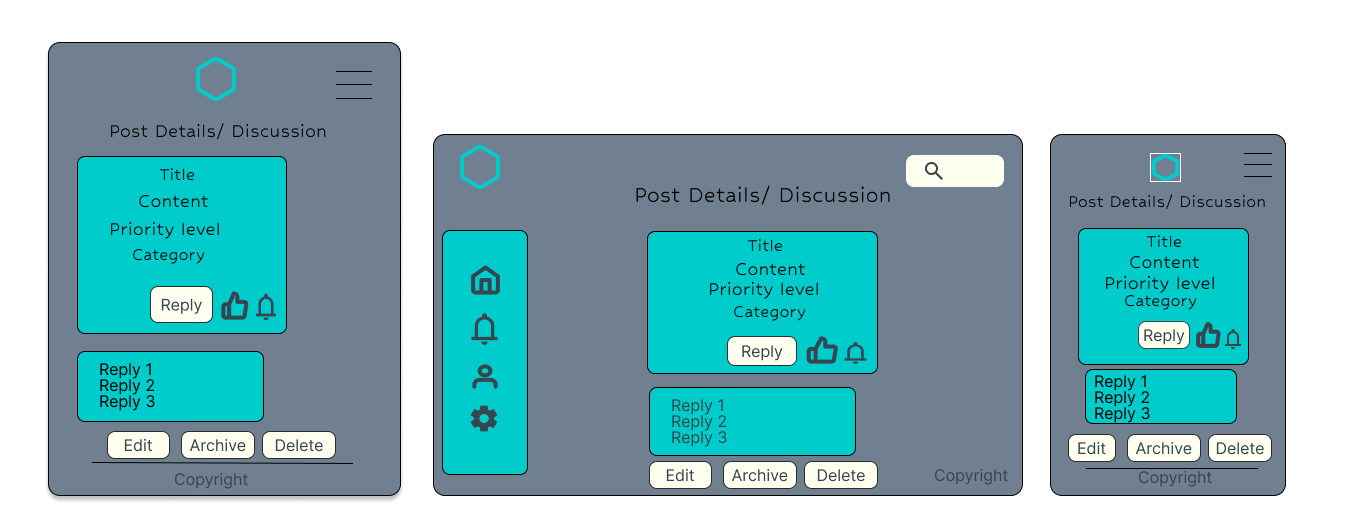 Post Details/ Discussion
Title
Content
Priority level
Category
Reply
Reply 1
Reply 2
Reply 3
Edit Archive Delete
Copyright
Post Details/ Discussion
Title
Content
Priority level
Category
Reply
Reply 1
Reply 2
Reply 3
Edit Archive Delete
Copyright
Post Details/ Discussion
Title
Content
Priority level
Category
Reply
Reply 1
Reply 2
Reply 3
Edit Archive Delete
Copyright